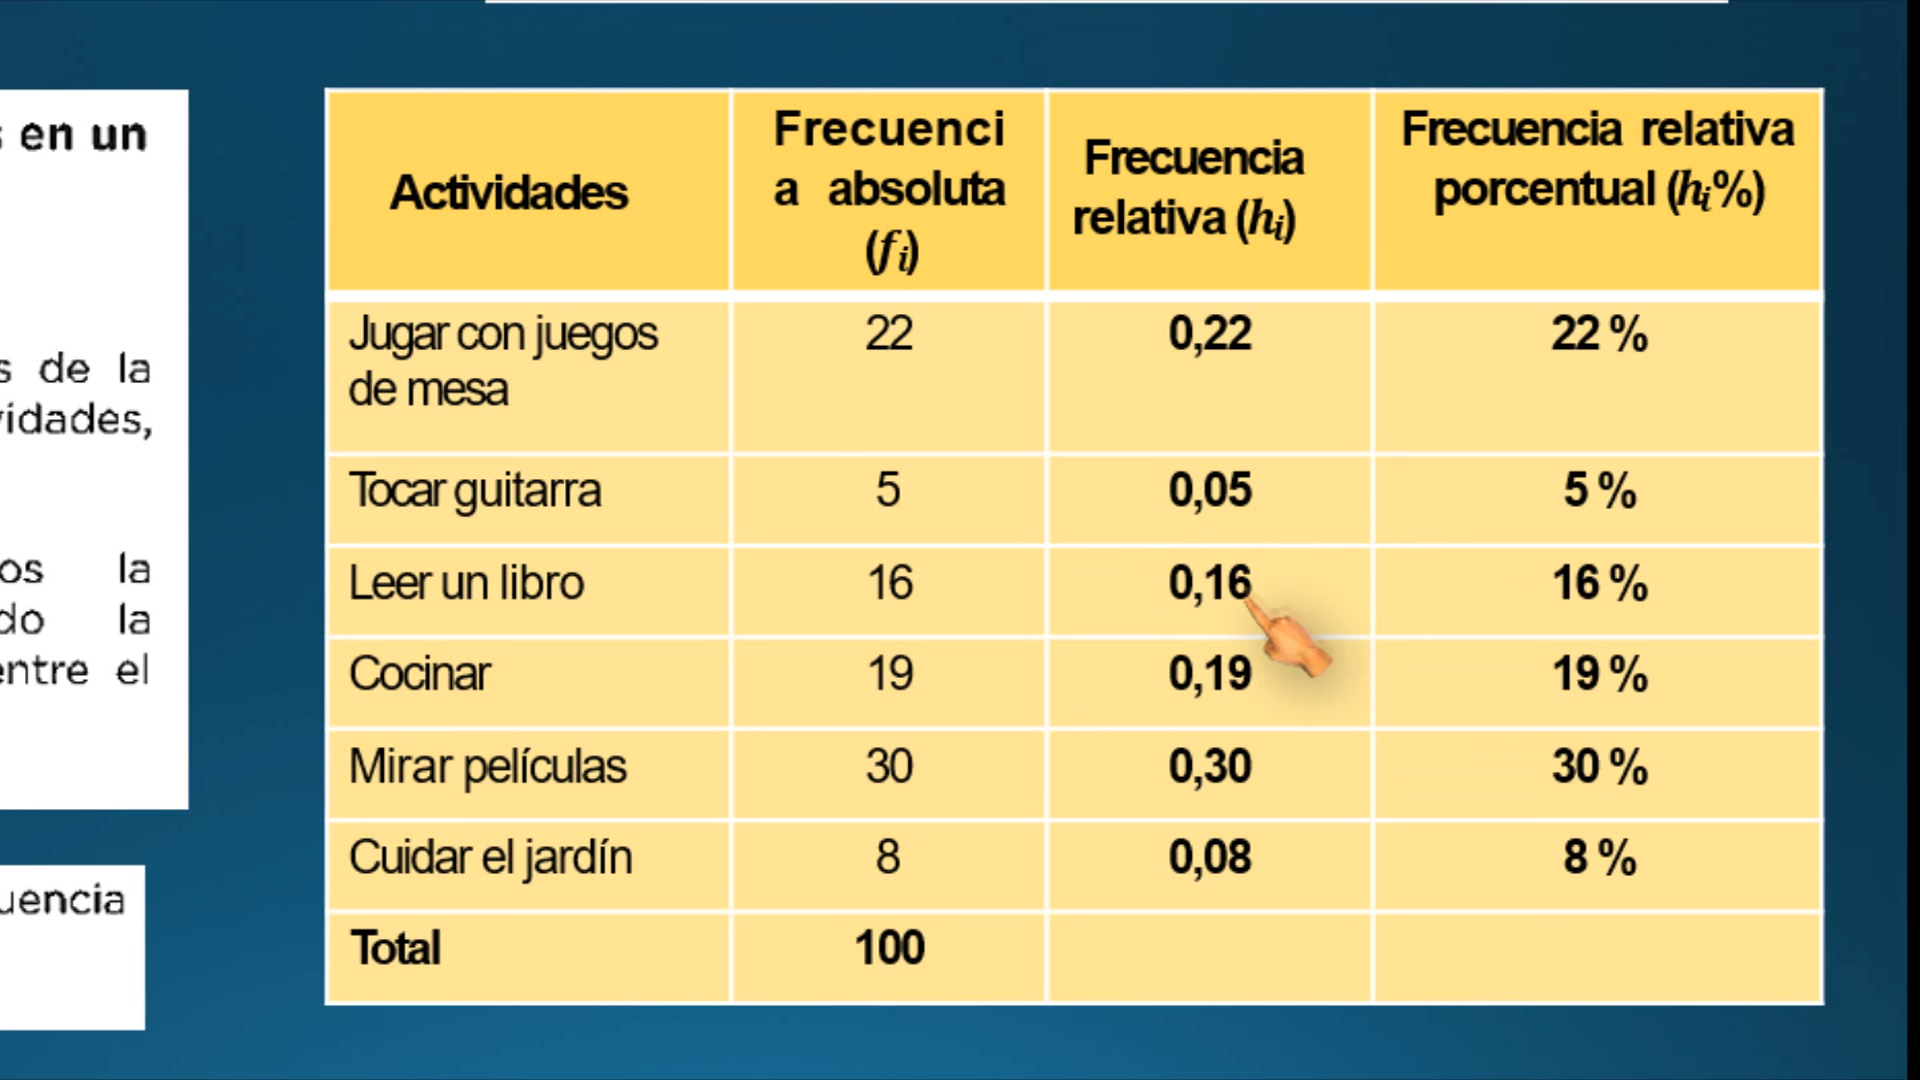 en un
de la
vidades,
la
la
entre el
uencia
Actividades
Frecuenci
a absoluta
(fi)
Frecuencia
relativa (hi)
Frecuencia relativa
porcentual (hi%)
Jugar con juegos
de mesa
22
0,22
22 %
Tocar guitarra
5
0,05
5 %
Leer un libro
16
0,16
16 %
Cocinar
19
0,19
19 %
Mirar películas
30
0,30
30 %
Cuidar el jardín
8
0,08
8 %
Total
100